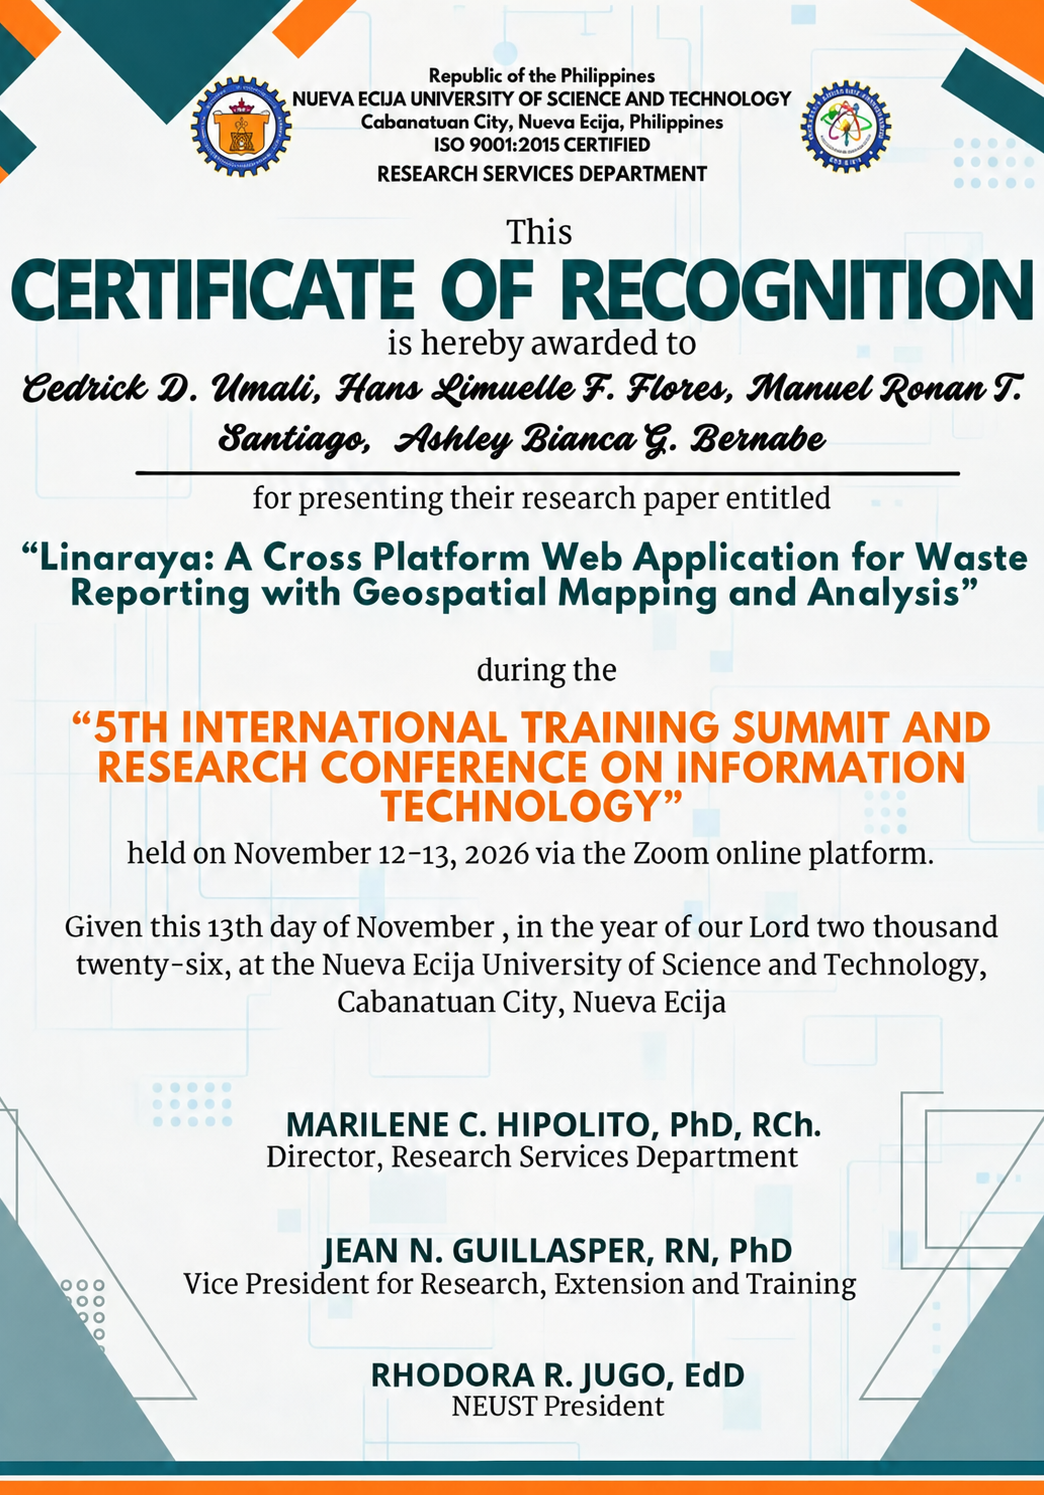 Republic of the Philippines
NUEVA ECIJA UNIVERSITY OF SCIENCE AND TECHNOLOGY
Cabanatuan City, Nueva Ecija, Philippines
ISO 9001:2015 CERTIFIED
RESEARCH SERVICES DEPARTMENT
This
CERTIFICATE OF RECOGNITION
is hereby awarded to
Cedrick D. Umali, Hans Limuelle F. Flores, Manuel Ronan T.
Santiago, Ashley Bianca G. Bernabe
for presenting their research paper entitled
“Linaraya: A Cross Platform Web Application for Waste
Reporting with Geospatial Mapping and Analysis”
during the
“5TH INTERNATIONAL TRAINING SUMMIT AND
RESEARCH CONFERENCE ON INFORMATION
TECHNOLOGY”
held on November 12-13, 2026 via the Zoom online platform.
Given this 13th day of November , in the year of our Lord two thousand
twenty-six, at the Nueva Ecija University of Science and Technology,
Cabanatuan City, Nueva Ecija
MARILENE C. HIPOLITO, PhD, RCh.
Director, Research Services Department
JEAN N. GUILLASPER, RN, PhD
Vice President for Research, Extension and Training
RHODORA R. JUGO, EdD
NEUST President